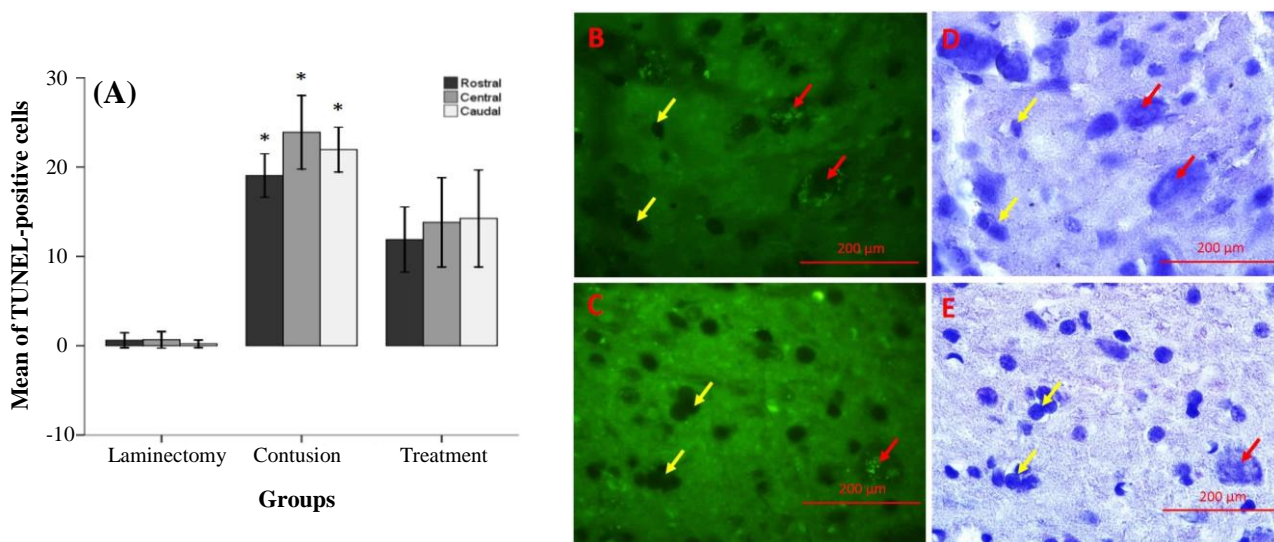 (A)
Mean of TUNEL-positive cells
30
20
10
0
-10
* * *
Rostral
Central
Caudal
Laminectomy Contusion Treatment
Groups
B
200 µm
D
200 µm
C
200 µm
E
200 µm